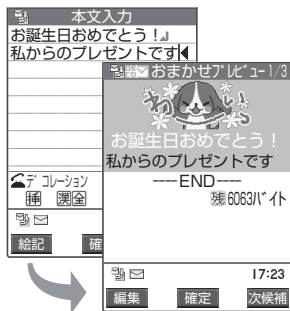 本文入力
お誕生日おめでとう！
私からのプレゼントです
デコレーション
挿 漢全
絵記 確
おまかせプレビュー1/3
わーい
お誕生日おめでとう！
私からのプレゼントです
----END----
残6063バイト
17:23
編集 確定 次候補